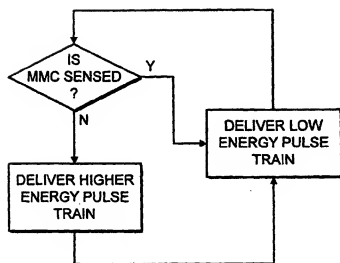 IS
MMC SENSED
?
Y
N
DELIVER LOW
ENERGY PULSE
TRAIN
DELIVER HIGHER
ENERGY PULSE
TRAIN